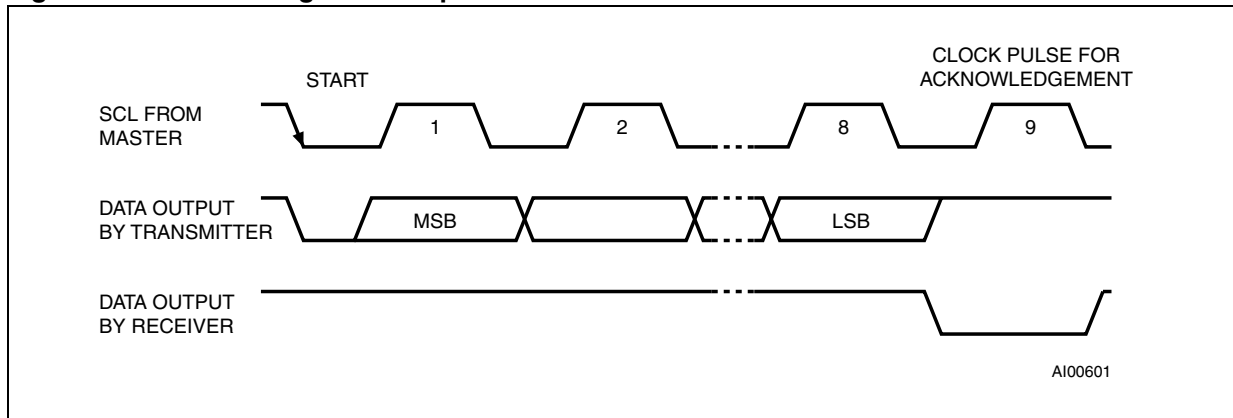 START
CLOCK PULSE FOR
ACKNOWLEDGEMENT
SCL FROM
MASTER
1
2
8
9
DATA OUTPUT
BY TRANSMITTER
MSB
LSB
DATA OUTPUT
BY RECEIVER
AI00601